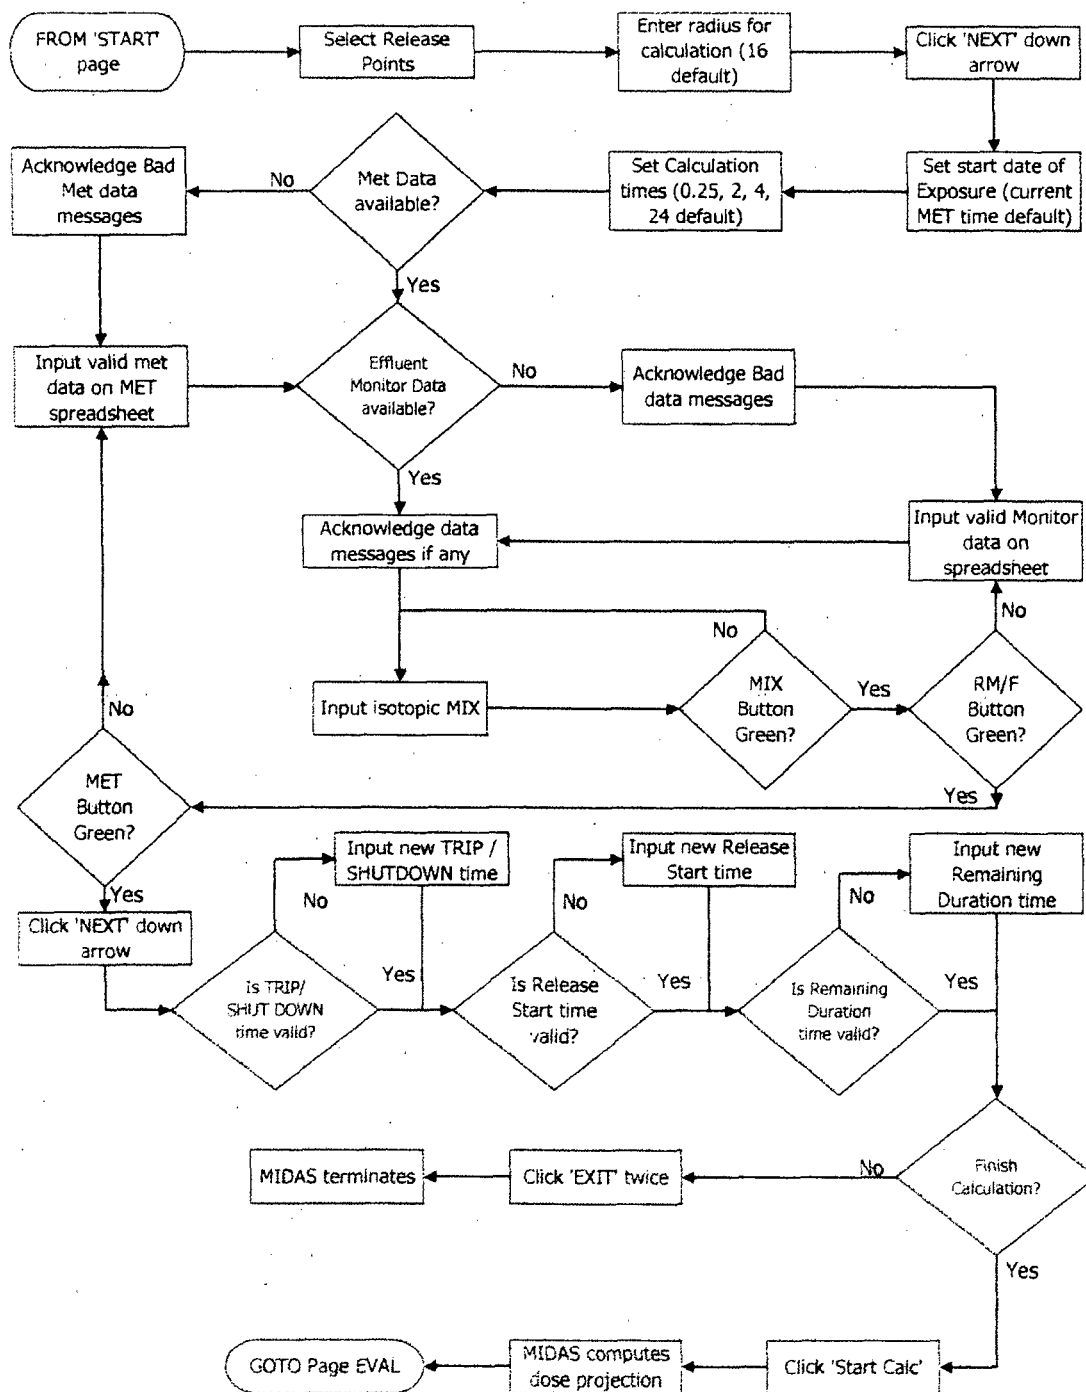 FROM 'START'
page
Select Release
Points
Enter radius for
calculation (16
default)
Click 'NEXT' down
arrow
Acknowledge Bad
Met data
messages
No
Met Data
available?
Set Calculation
times (0.25, 2, 4,
24 default)
Set start date of
Exposure (current
MET time default)
Yes
Input valid met
data on MET
spreadsheet
Effluent
Monitor Data
available?
No
Acknowledge Bad
data messages
Yes
Acknowledge data
messages if any
Input valid Monitor
data on
spreadsheet
No
No
Input isotopic MIX
MIX
Button
Green?
Yes
RM/F
Button
Green?
No
MET
Button
Green?
Yes
Yes
Click 'NEXT' down
arrow
Input new TRIP /
SHUTDOWN time
Input new Release
Start time
Input new
Remaining
Duration time
No
No
No
Is TRIP/
SHUT DOWN
time valid?
Yes
Is Release
Start time
valid?
Yes
Is Remaining
Duration
time valid?
Yes
MIDAS terminates
Click 'EXIT' twice
No
Finish
Calculation?
Yes
GOTO Page EVAL
MIDAS computes
dose projection
Click 'Start Calc'